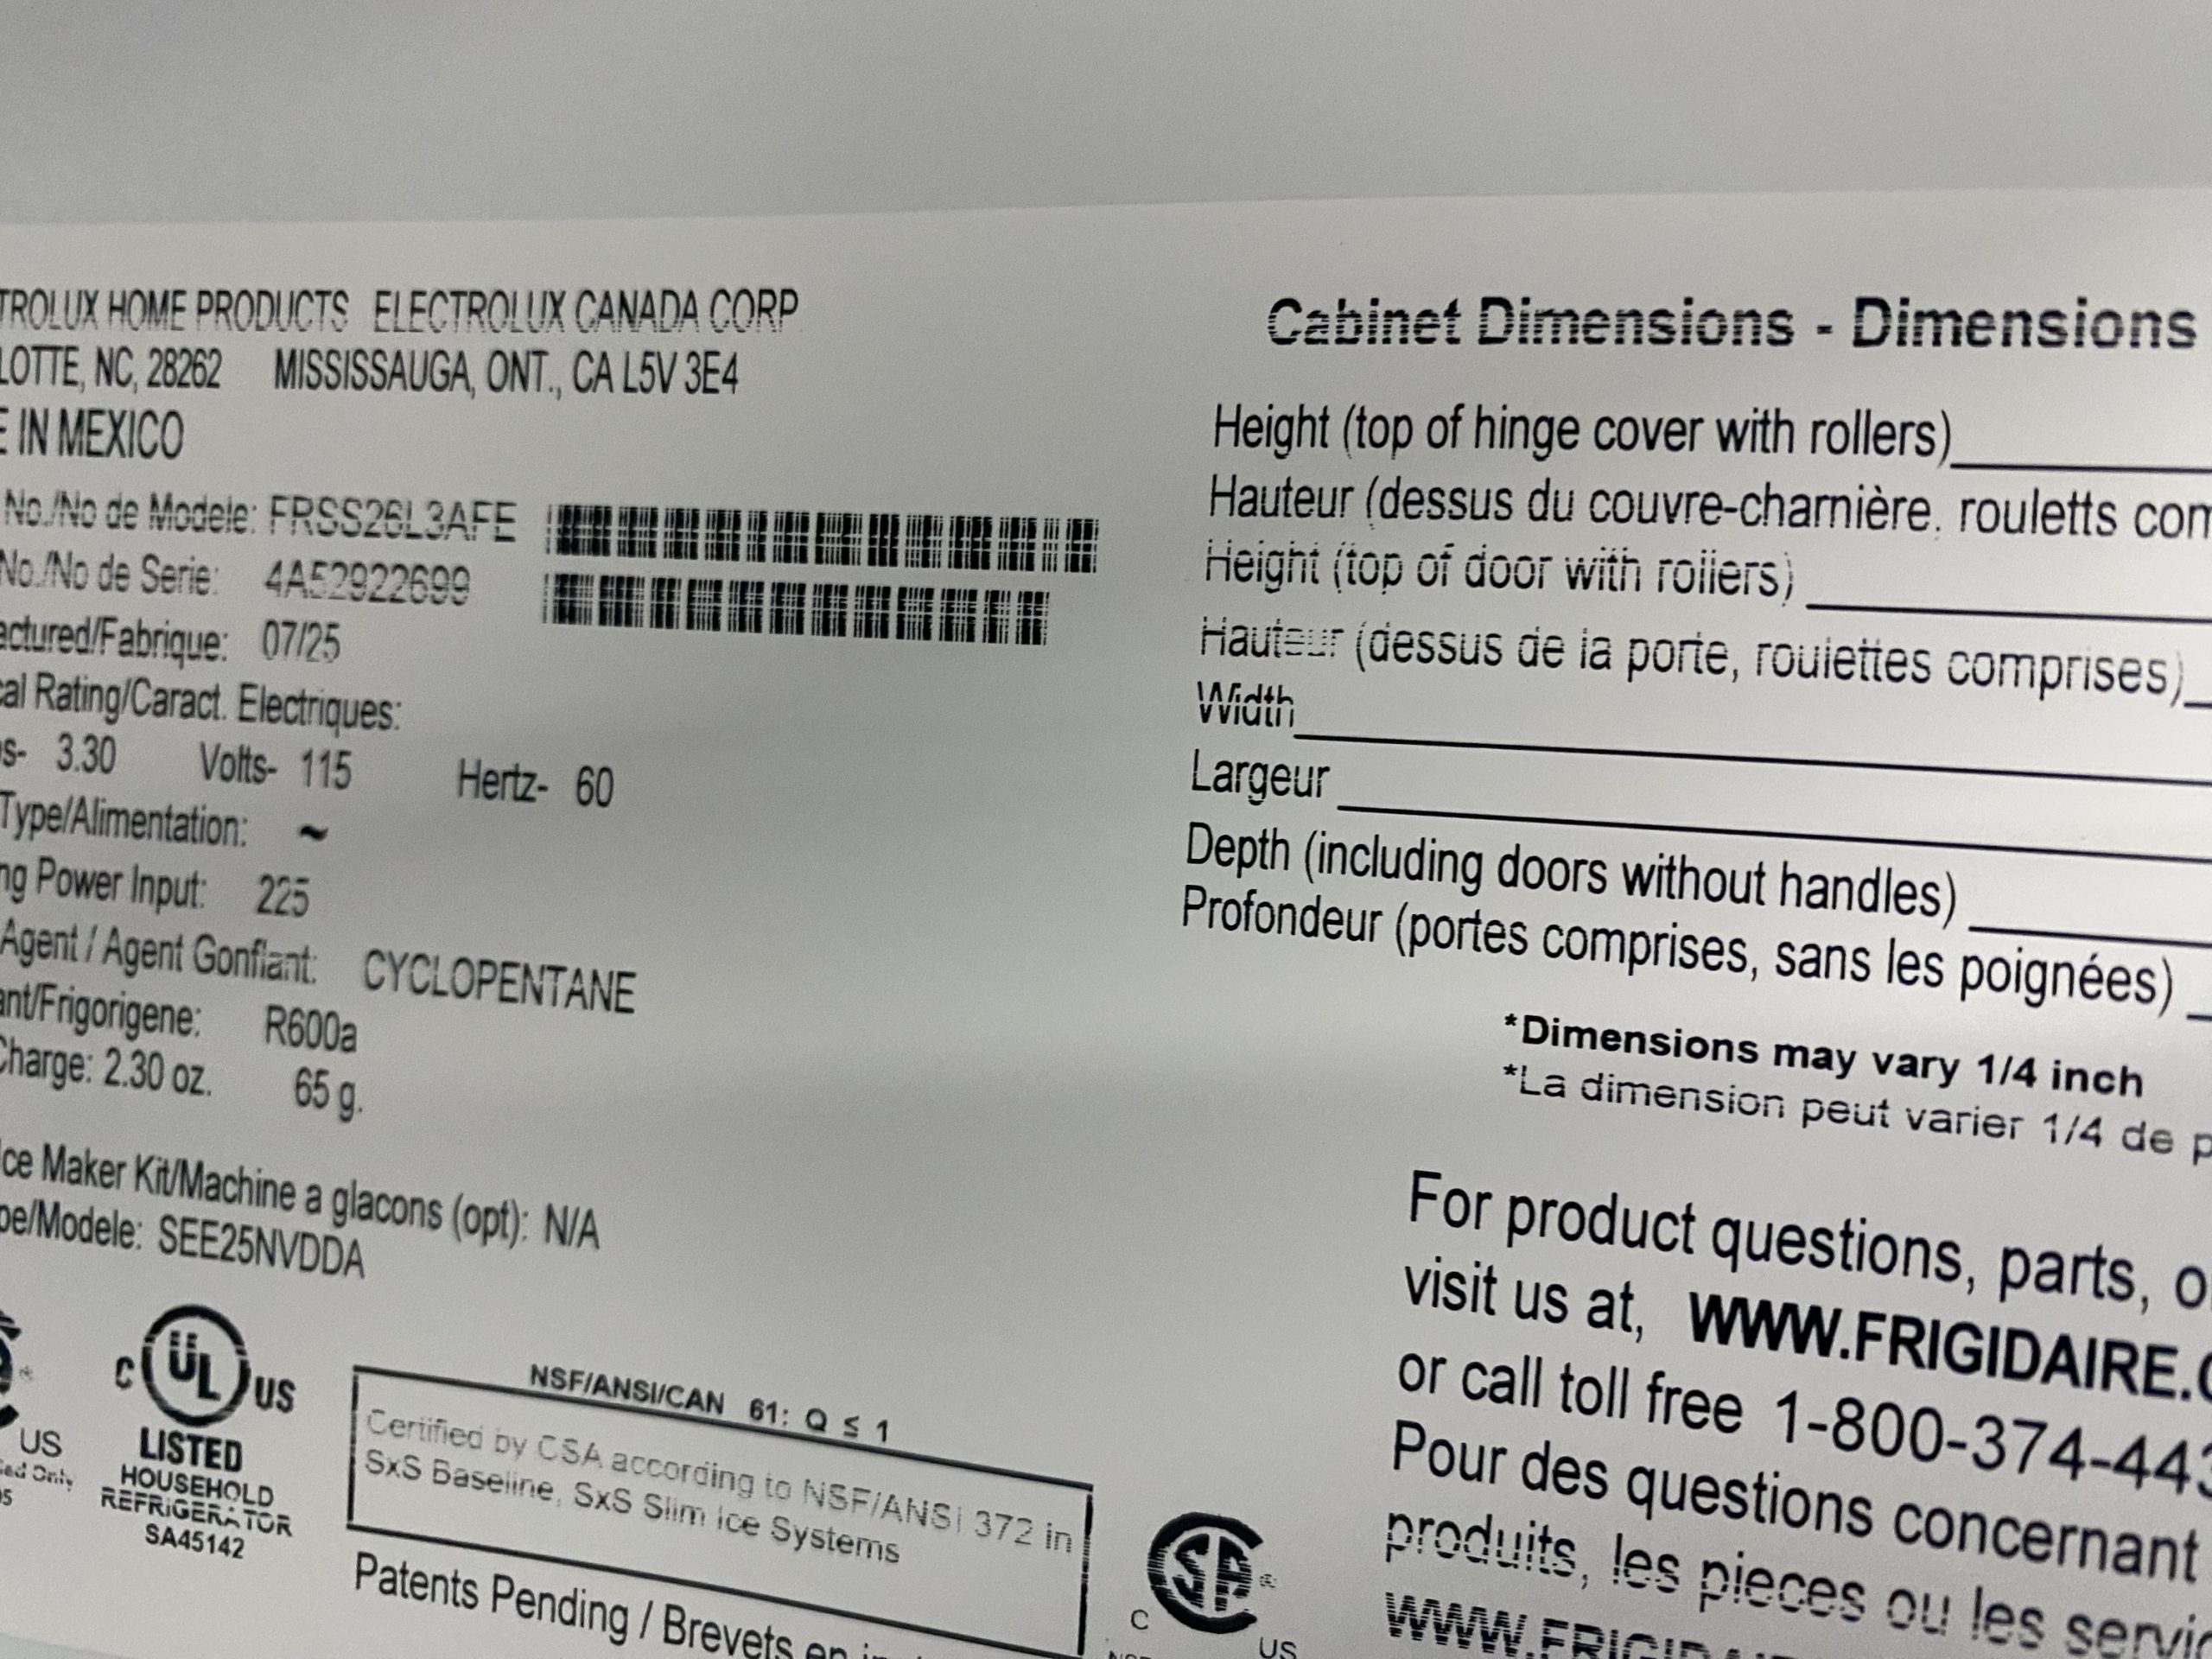 TROLUX HOME PRODUCTS ELECTROLUX CANADA CORP
LOTTE, NC, 28262 MISSISSAUGA, ONT., CA L5V 3E4
E IN MEXICO
No./No de Modele: FRSS26L3AFE
No./No de Serie: 4A52922699
actured/Fabrique: 07/25
cal Rating/Caract. Electriques:
s- 3.30 Volts- 115 Hertz- 60
Type/Alimentation: ~
ng Power Input: 225
Agent / Agent Gonflant: CYCLOPENTANE
ant/Frigorigene: R600a
Charge: 2.30 oz. 65 g.
Ice Maker Kit/Machine a glacons (opt): N/A
pe/Modele: SEE25NVDDA
US
C UL US
LISTED
HOUSEHOLD
REFRIGERATOR
SA45142
NSF/ANSI/CAN 61: Q ≤ 1
Certified by CSA according to NSF/ANSI 372 in
SxS Baseline, SxS Slim Ice Systems
Patents Pending / Brevets en
C SA ® US
Cabinet Dimensions - Dimensions
Height (top of hinge cover with rollers)
Hauteur (dessus du couvre-charnière, rouletts com
Height (top of door with rollers)
Hauteur (dessus de la porte, roulettes comprises)
Width
Largeur
Depth (including doors without handles)
Profondeur (portes comprises, sans les poignées)
*Dimensions may vary 1/4 inch
*La dimension peut varier 1/4 de p
For product questions, parts, o
visit us at, WWW.FRIGIDAIRE.C
or call toll free 1-800-374-443
Pour des questions concernant
produits, les pieces ou les servic
WWW.FRIGIDA